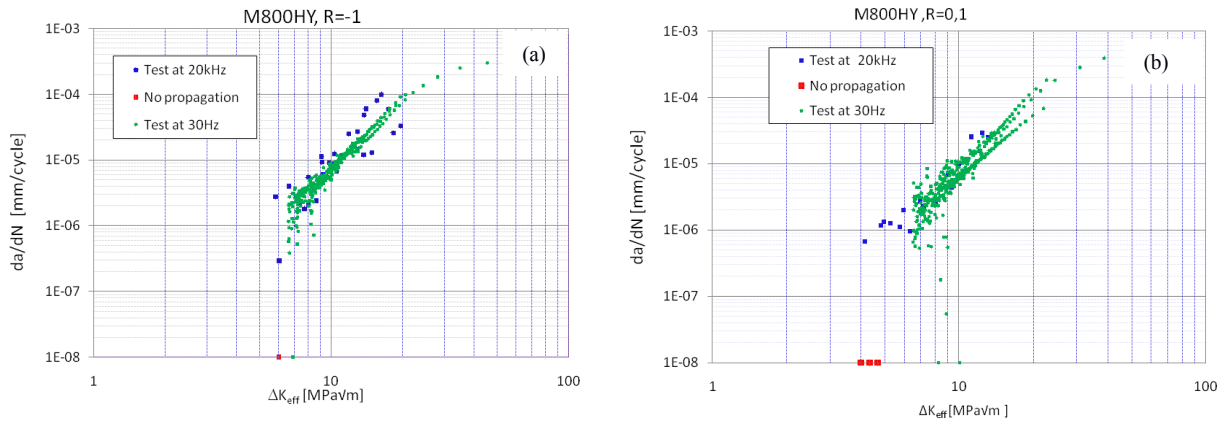 M800HY, R=-1
(a)
1E-03
1E-04
1E-05
1E-06
1E-07
1E-08
da/dN [mm/cycle]
Test at 20kHz
No propagation
Test at 30Hz
1
10
100
ΔKeff [MPa√m]
M800HY ,R=0,1
(b)
1E-03
1E-04
1E-05
1E-06
1E-07
1E-08
da/dN [mm/cycle]
Test at 20kHz
No propagation
Test at 30Hz
1
10
100
ΔKeff [MPa√m ]